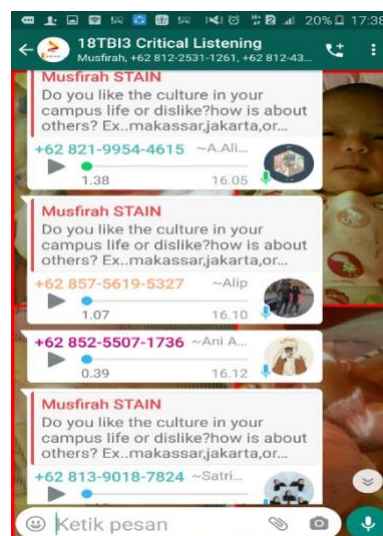 20% 17:38
18TBI3 Critical Listening
Musfirah, +62 812-2531-1261, +62 812-43...
Musfirah STAIN
Do you like the culture in your
campus life or dislike?how is about
others? Ex..makassar,jakarta,or...
+62 821-9954-4615 ~A.Ali...
1.38 16.05
Musfirah STAIN
Do you like the culture in your
campus life or dislike?how is about
others? Ex..makassar,jakarta,or...
+62 857-5619-5327 ~Alip
1.07 16.10
+62 852-5507-1736 ~Ani A...
0.39 16.12
Musfirah STAIN
Do you like the culture in your
campus life or dislike?how is about
others? Ex..makassar,jakarta,or...
+62 813-9018-7824 ~Satri...
Ketik pesan